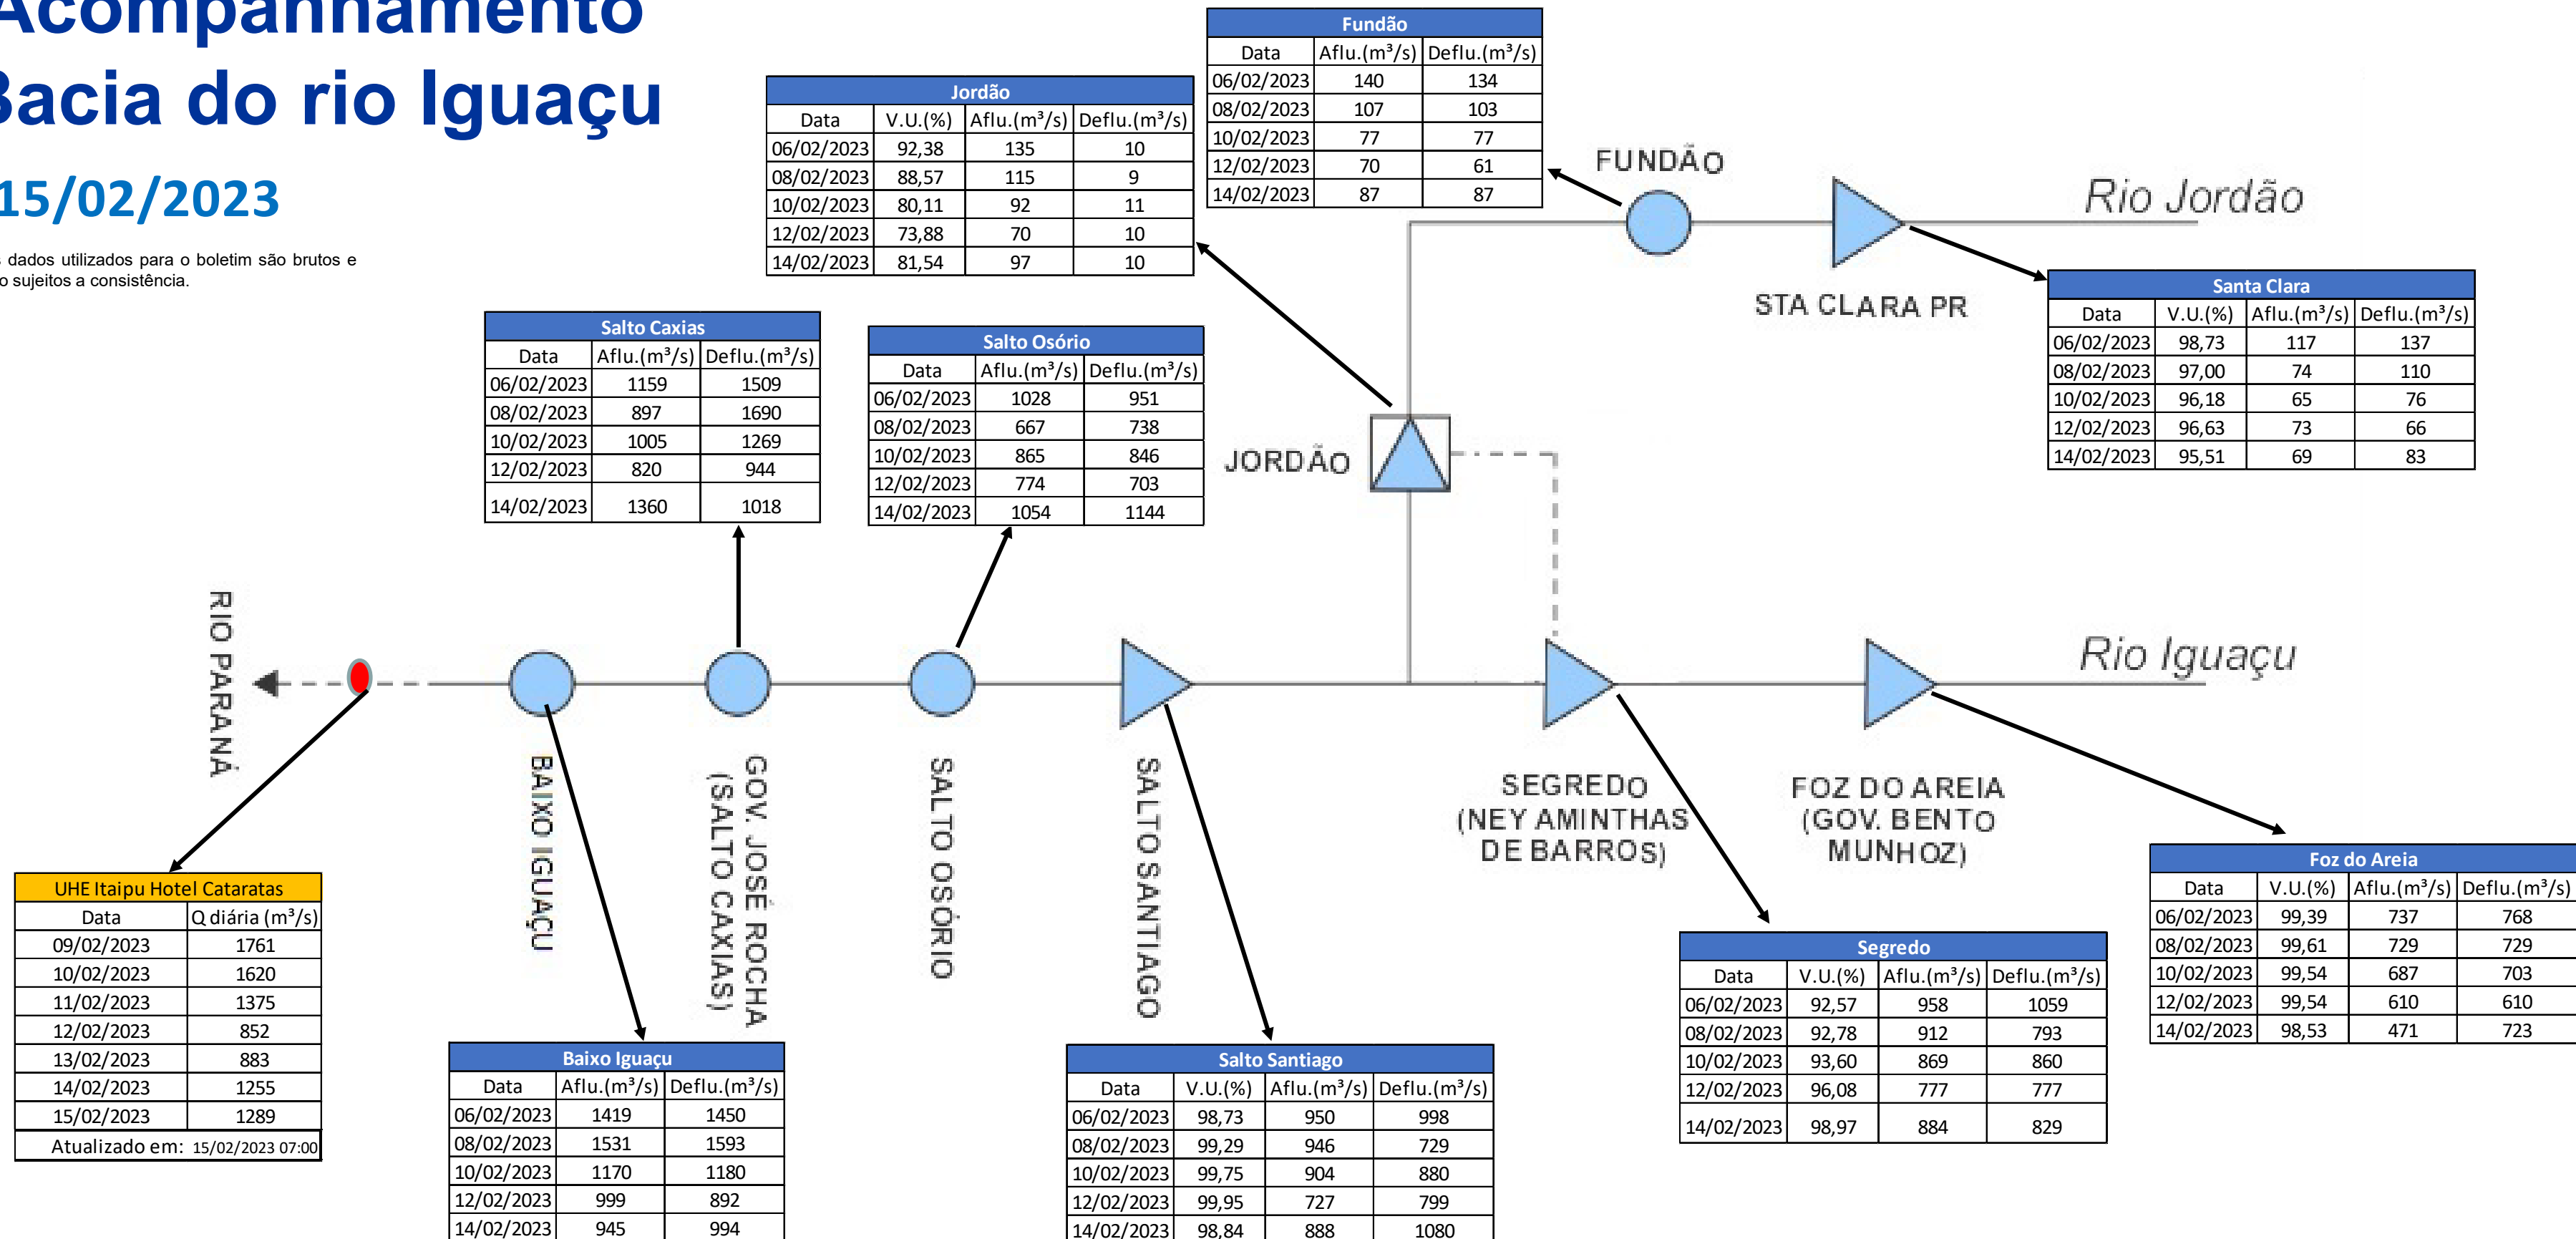 Acompanhamento
Bacia do rio Iguaçu
15/02/2023
dados utilizados para o boletim são brutos e
sujeitos a consistência.
Fundão
Data Aflu.(m³/s) Deflu.(m³/s)
06/02/2023 140 134
08/02/2023 107 103
10/02/2023 77 77
12/02/2023 70 61
14/02/2023 87 87
Jordão
Data V.U.(%) Aflu.(m³/s) Deflu.(m³/s)
06/02/2023 92,38 135 10
08/02/2023 88,57 115 9
10/02/2023 80,11 92 11
12/02/2023 73,88 70 10
14/02/2023 81,54 97 10
FUNDÃO
Rio Jordão
STA CLARA PR
Santa Clara
Data V.U.(%) Aflu.(m³/s) Deflu.(m³/s)
06/02/2023 98,73 117 137
08/02/2023 97,00 74 110
10/02/2023 96,18 65 76
12/02/2023 96,63 73 66
14/02/2023 95,51 69 83
Salto Caxias
Data Aflu.(m³/s) Deflu.(m³/s)
06/02/2023 1159 1509
08/02/2023 897 1690
10/02/2023 1005 1269
12/02/2023 820 944
14/02/2023 1360 1018
Salto Osório
Data Aflu.(m³/s) Deflu.(m³/s)
06/02/2023 1028 951
08/02/2023 667 738
10/02/2023 865 846
12/02/2023 774 703
14/02/2023 1054 1144
JORDÃO
RIO PARANÁ
Rio Iguaçu
BAIXO IGUAÇU
GOV. JOSÉ ROCHA
(SALTO CAXIAS)
SALTO OSÓRIO
SALTO SANTIAGO
SEGREDO
(NEY AMINTHAS
DE BARROS)
FOZ DO AREIA
(GOV. BENTO
MUNHOZ)
UHE Itaipu Hotel Cataratas
Data Q diária (m³/s)
09/02/2023 1761
10/02/2023 1620
11/02/2023 1375
12/02/2023 852
13/02/2023 883
14/02/2023 1255
15/02/2023 1289
Atualizado em: 15/02/2023 07:00
Baixo Iguaçu
Data Aflu.(m³/s) Deflu.(m³/s)
06/02/2023 1419 1450
08/02/2023 1531 1593
10/02/2023 1170 1180
12/02/2023 999 892
14/02/2023 945 994
Salto Santiago
Data V.U.(%) Aflu.(m³/s) Deflu.(m³/s)
06/02/2023 98,73 950 998
08/02/2023 99,29 946 729
10/02/2023 99,75 904 880
12/02/2023 99,95 727 799
14/02/2023 98,84 888 1080
Segredo
Data V.U.(%) Aflu.(m³/s) Deflu.(m³/s)
06/02/2023 92,57 958 1059
08/02/2023 92,78 912 793
10/02/2023 93,60 869 860
12/02/2023 96,08 777 777
14/02/2023 98,97 884 829
Foz do Areia
Data V.U.(%) Aflu.(m³/s) Deflu.(m³/s)
06/02/2023 99,39 737 768
08/02/2023 99,61 729 729
10/02/2023 99,54 687 703
12/02/2023 99,54 610 610
14/02/2023 98,53 471 723